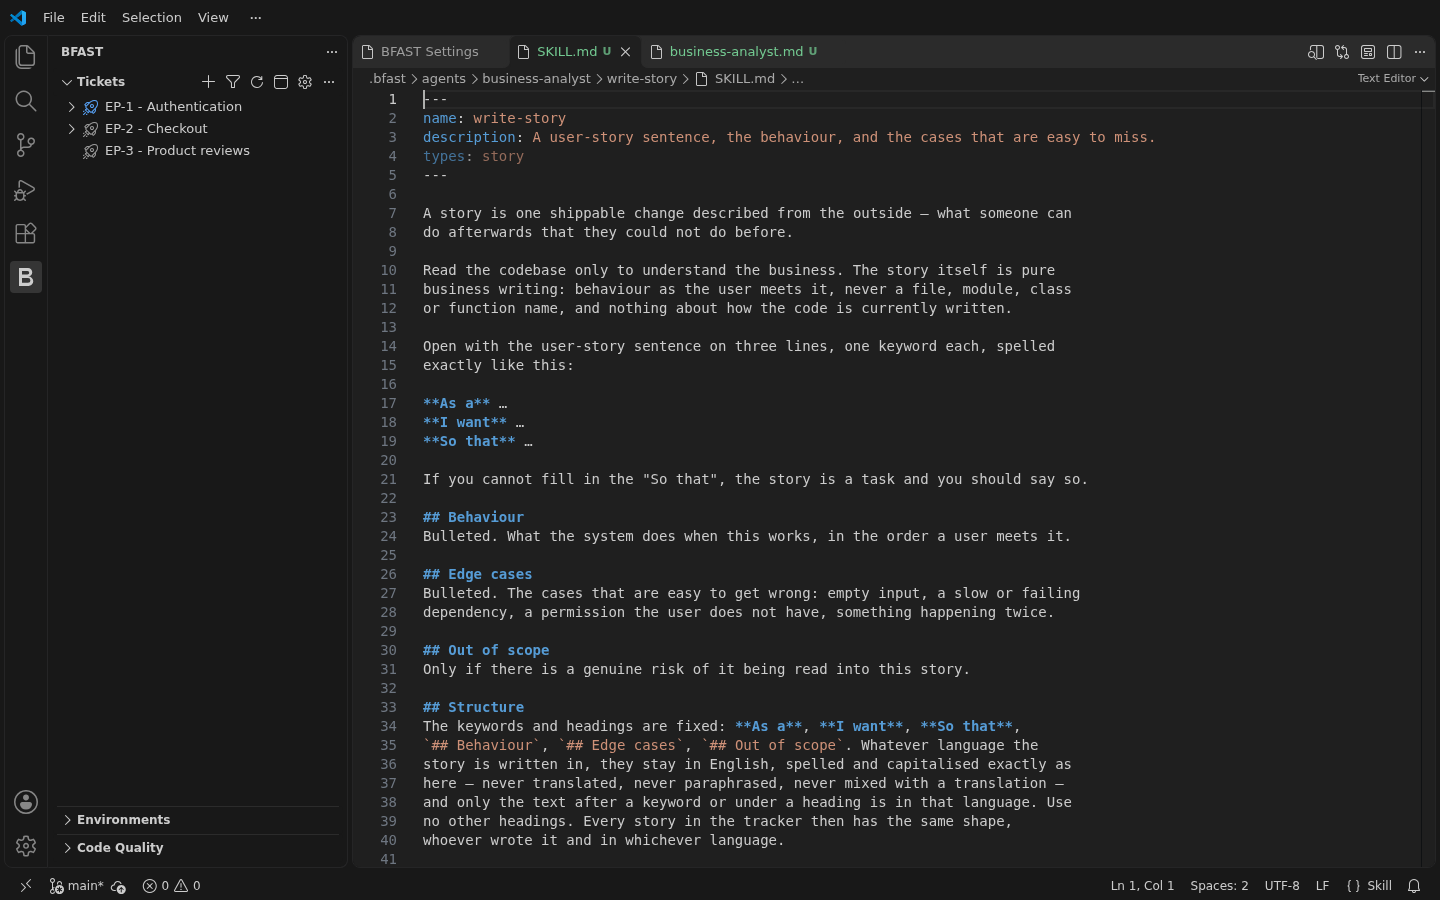 File Edit Selection View ...
BFAST ...
Tickets ...
EP-1 - Authentication
EP-2 - Checkout
EP-3 - Product reviews
Environments
Code Quality
BFAST Settings SKILL.md U business-analyst.md U ...
.bfast > agents > business-analyst > write-story > SKILL.md > ... Text Editor
1 ---
2 name: write-story
3 description: A user-story sentence, the behaviour, and the cases that are easy to miss.
4 types: story
5 ---
6
7 A story is one shippable change described from the outside — what someone can
8 do afterwards that they could not do before.
9
10 Read the codebase only to understand the business. The story itself is pure
11 business writing: behaviour as the user meets it, never a file, module, class
12 or function name, and nothing about how the code is currently written.
13
14 Open with the user-story sentence on three lines, one keyword each, spelled
15 exactly like this:
16
17 **As a** …
18 **I want** …
19 **So that** …
20
21 If you cannot fill in the "So that", the story is a task and you should say so.
22
23 ## Behaviour
24 Bulleted. What the system does when this works, in the order a user meets it.
25
26 ## Edge cases
27 Bulleted. The cases that are easy to get wrong: empty input, a slow or failing
28 dependency, a permission the user does not have, something happening twice.
29
30 ## Out of scope
31 Only if there is a genuine risk of it being read into this story.
32
33 ## Structure
34 The keywords and headings are fixed: **As a**, **I want**, **So that**,
35 `## Behaviour`, `## Edge cases`, `## Out of scope`. Whatever language the
36 story is written in, they stay in English, spelled and capitalised exactly as
37 here — never translated, never paraphrased, never mixed with a translation —
38 and only the text after a keyword or under a heading is in that language. Use
39 no other headings. Every story in the tracker then has the same shape,
40 whoever wrote it and in whichever language.
41
main* 0 0 Ln 1, Col 1 Spaces: 2 UTF-8 LF { } Skill